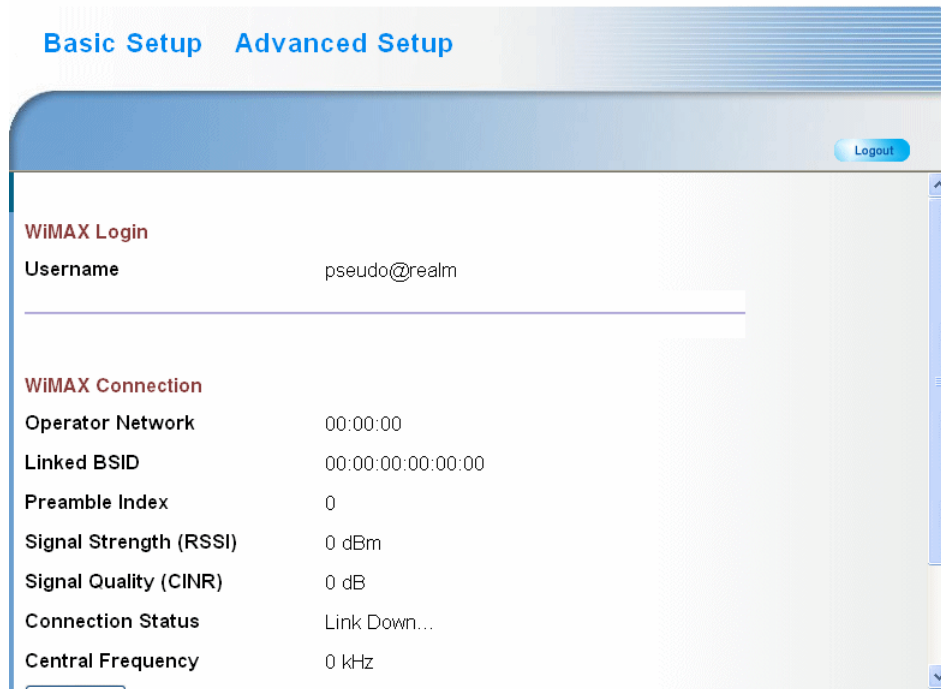 Basic Setup Advanced Setup
Logout
WiMAX Login
Username pseudo@realm
WiMAX Connection
Operator Network 00:00:00
Linked BSID 00:00:00:00:00:00
Preamble Index 0
Signal Strength (RSSI) 0 dBm
Signal Quality (CINR) 0 dB
Connection Status Link Down...
Central Frequency 0 kHz